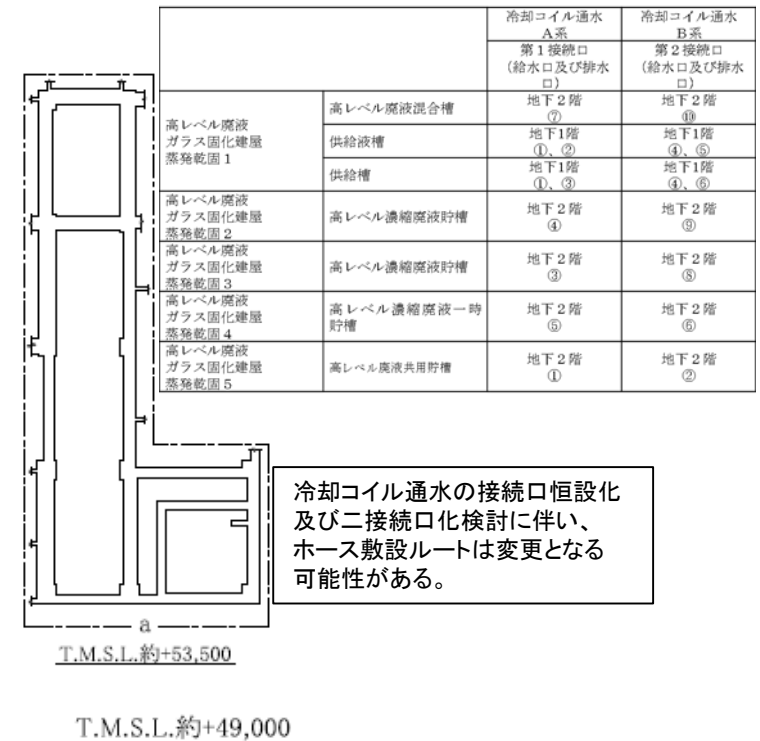 冷却コイル通水
A系
冷却コイル通水
B系
第1接続口
(給水口及び排水
口)
第2接続口
(給水口及び排水
口)
高レベル廃液
ガラス固化建屋
蒸発乾固1
高レベル廃液混合槽
地下2階
⑦
地下2階
⑩
供給液槽
地下1階
①、②
地下1階
④、⑤
供給槽
地下1階
①、③
地下1階
④、⑥
高レベル廃液
ガラス固化建屋
蒸発乾固2
高レベル濃縮廃液貯槽
地下2階
④
地下2階
⑨
高レベル廃液
ガラス固化建屋
蒸発乾固3
高レベル濃縮廃液貯槽
地下2階
③
地下2階
⑧
高レベル廃液
ガラス固化建屋
蒸発乾固4
高レベル濃縮廃液一時
貯槽
地下2階
⑤
地下2階
⑥
高レベル廃液
ガラス固化建屋
蒸発乾固5
高レベル廃液共用貯槽
地下2階
①
地下2階
②
冷却コイル通水の接続口恒設化
及び二接続口化検討に伴い、
ホース敷設ルートは変更となる
可能性がある。
a
T.M.S.L.約+53,500
T.M.S.L.約+49,000